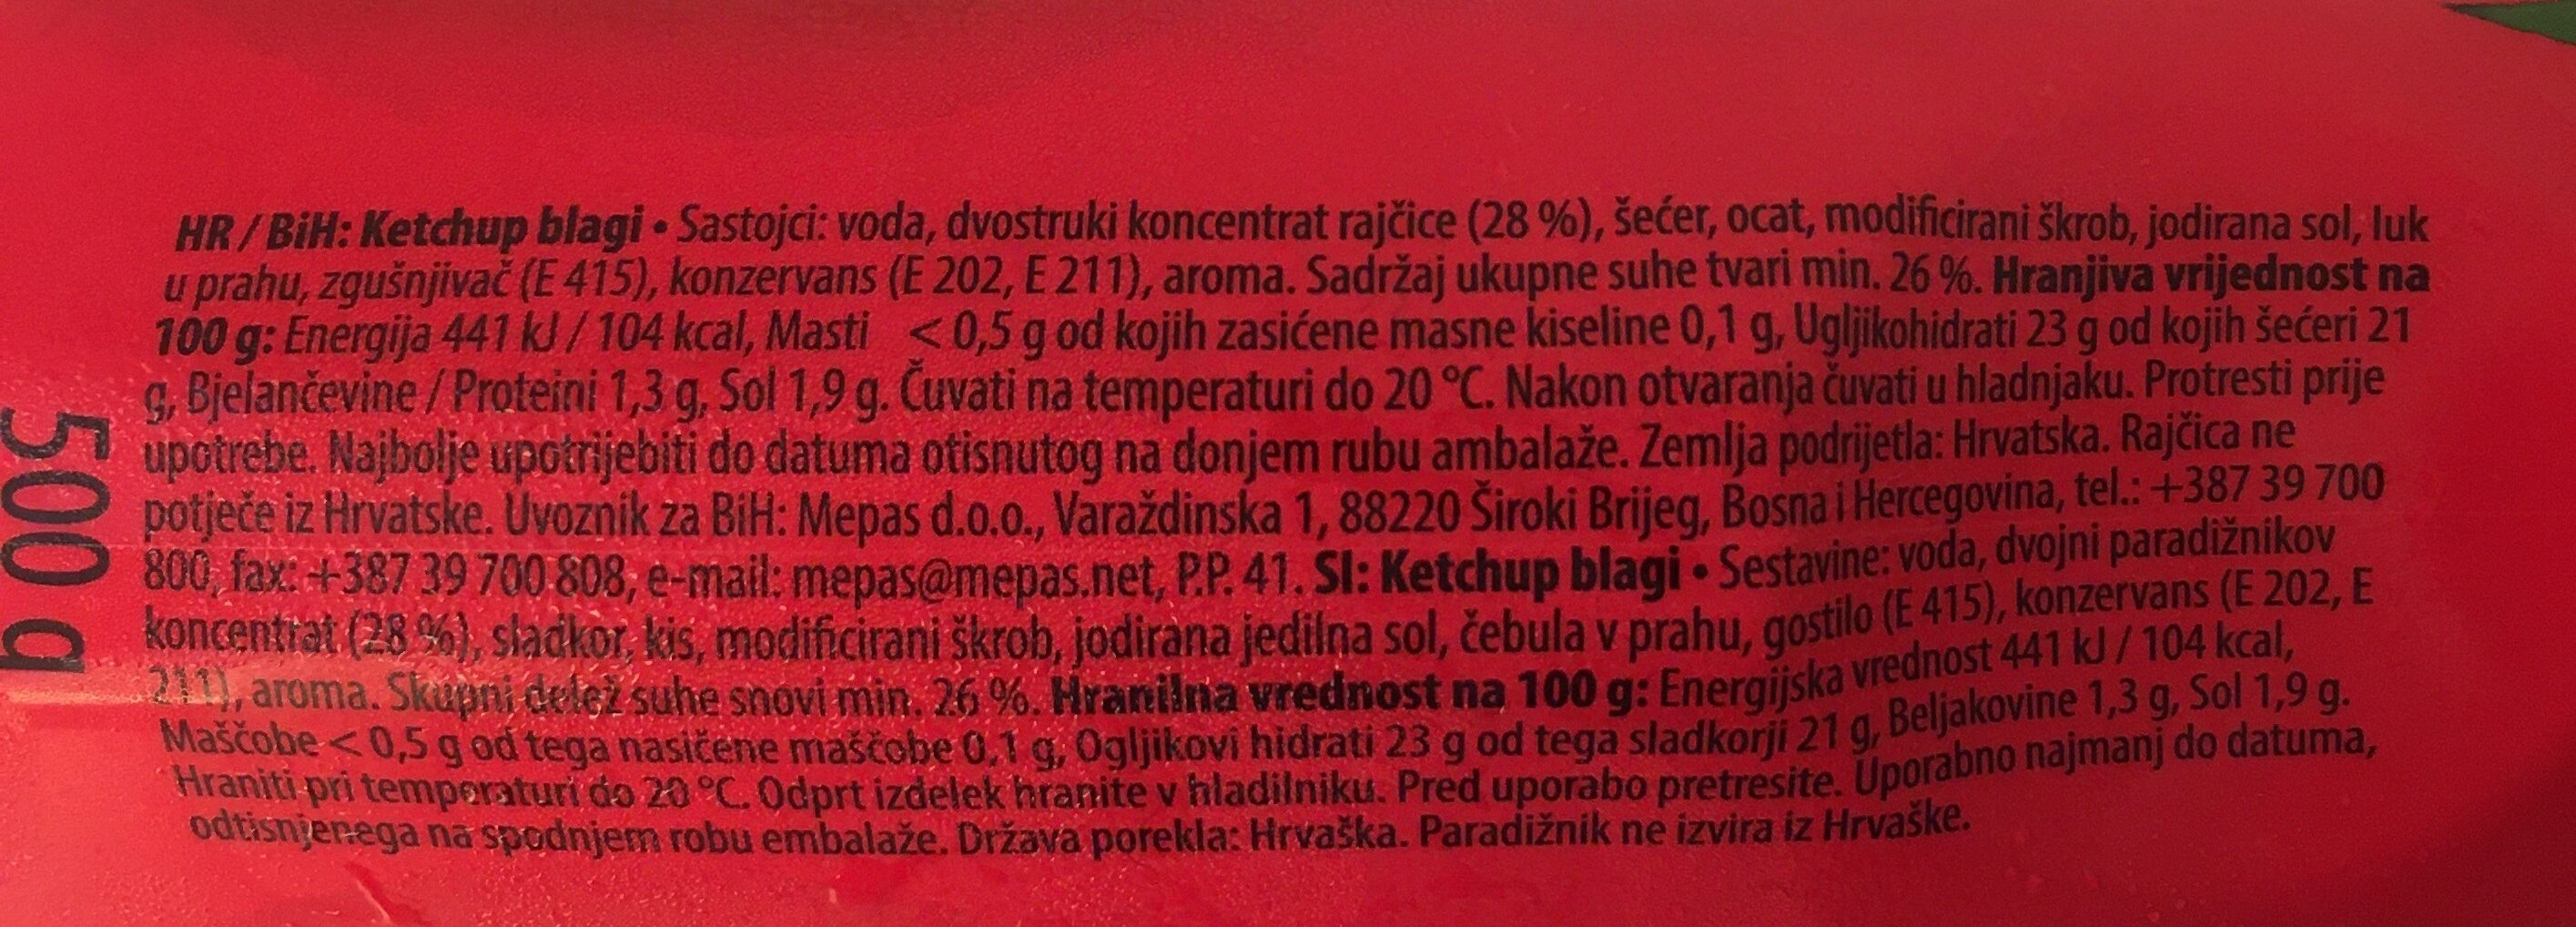 HR / BiH: Ketchup blagi • Sastojci: voda, dvostruki koncentrat rajčice (28 %), šećer, ocat, modificirani škrob, jodirana sol, luk
u prahu, zgušnjivač (E 415), konzervans (E 202, E 211), aroma. Sadržaj ukupne suhe tvari min. 26 %. Hranjiva vrijednost na
100 g: Energija 441 kJ / 104 kcal, Masti < 0,5 g od kojih zasićene masne kiseline 0,1 g, Ugljikohidrati 23 g od kojih šećeri 21
g, Bjelančevine / Proteini 1,3 g, Sol 1,9 g. Čuvati na temperaturi do 20 °C. Nakon otvaranja čuvati u hladnjaku. Protresti prije
upotrebe. Najbolje upotrijebiti do datuma otisnutog na donjem rubu ambalaže. Zemlja podrijetla: Hrvatska. Rajčica ne
potječe iz Hrvatske. Uvoznik za BiH: Mepas d.o.o., Varaždinska 1, 88220 Široki Brijeg, Bosna i Hercegovina, tel.: +387 39 700
800, fax: +387 39 700 808, e-mail: mepas@mepas.net, P.P. 41. SI: Ketchup blagi • Sestavine: voda, dvojni paradižnikov
koncentrat (28 %), sladkor, kis, modificirani škrob, jodirana jedilna sol, čebula v prahu, gostilo (E 415), konzervans (E 202, E
211), aroma. Skupni delež suhe snovi min. 26 %. Hranilna vrednost na 100 g: Energijska vrednost 441 kJ / 104 kcal,
Maščobe < 0,5 g od tega nasičene maščobe 0,1 g, Ogljikovi hidrati 23 g od tega sladkorji 21 g, Beljakovine 1,3 g, Sol 1,9 g.
Hraniti pri temperaturi do 20 °C. Odprt izdelek hranite v hladilniku. Pred uporabo pretresite. Uporabno najmanj do datuma,
odtisnjenega na spodnjem robu embalaže. Država porekla: Hrvaška. Paradižnik ne izvira iz Hrvaške.
500 g